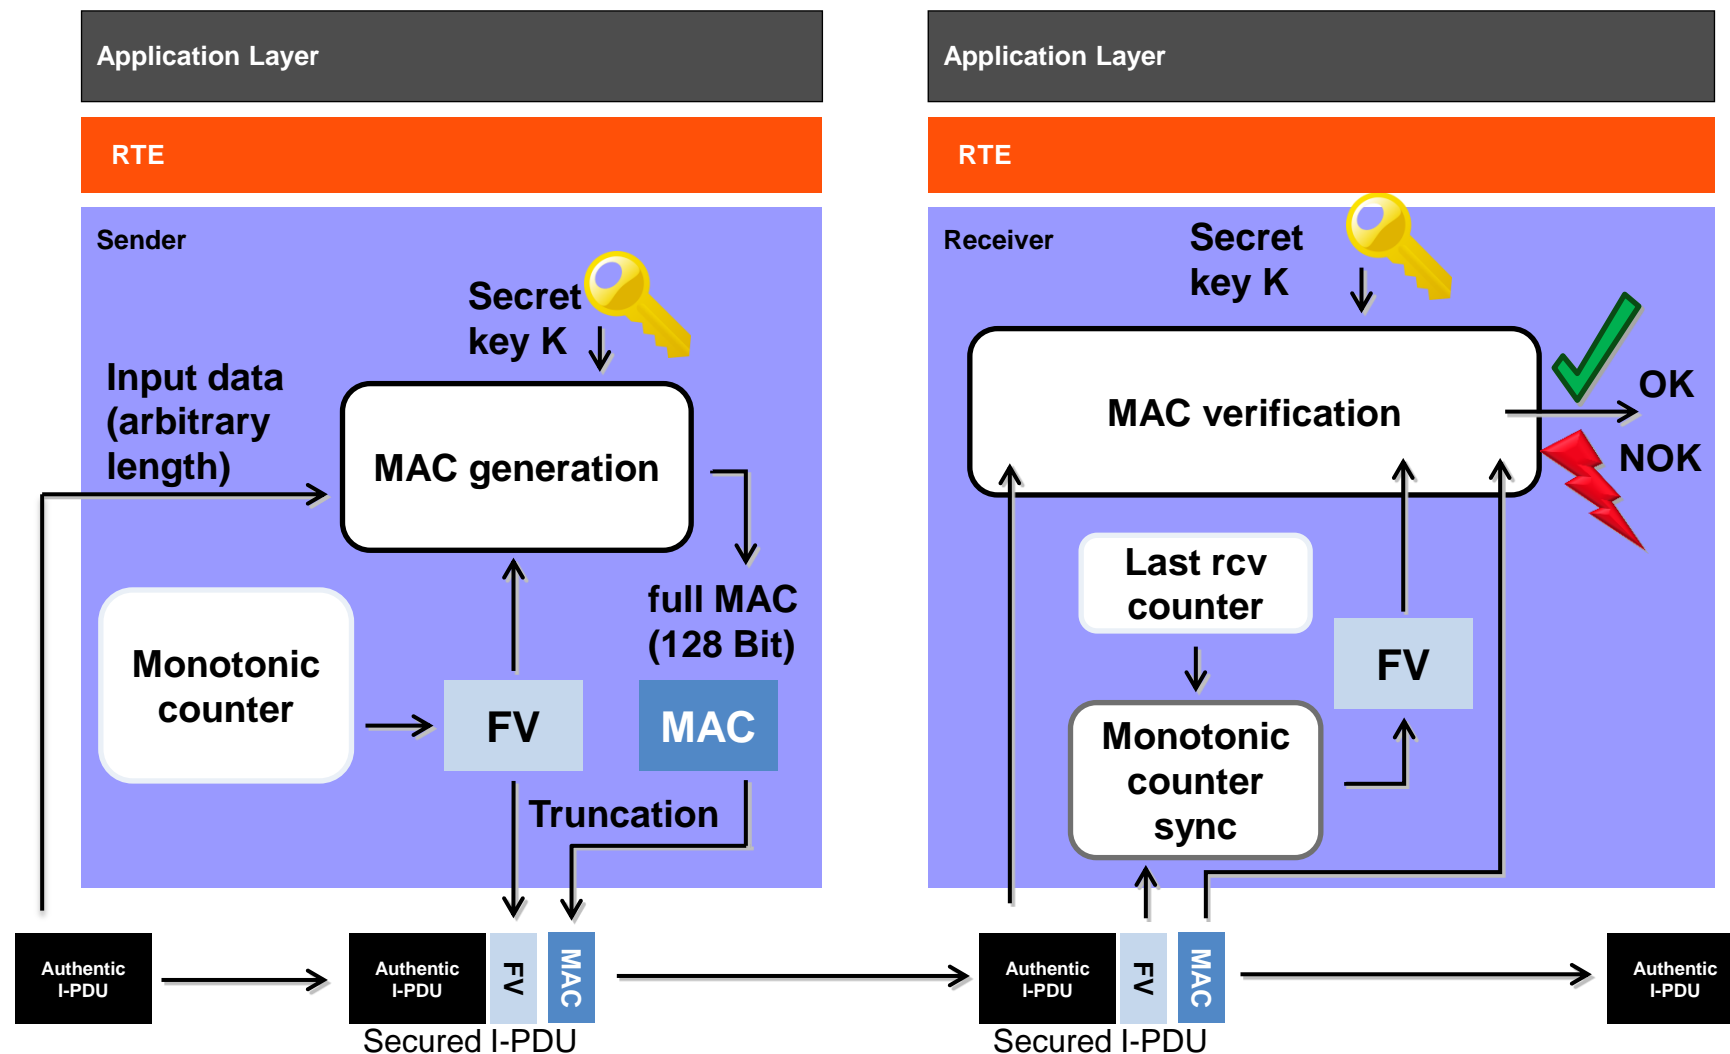 Application Layer
RTE
Sender
Secret
key K
Input data
(arbitrary
length)
MAC generation
full MAC
(128 Bit)
Monotonic
counter
FV
MAC
Truncation
Authentic
I-PDU
Authentic
I-PDU
FV
MAC
Secured I-PDU
Application Layer
RTE
Receiver
Secret
key K
MAC verification
OK
NOK
Last rcv
counter
FV
Monotonic
counter
sync
Authentic
I-PDU
FV
MAC
Secured I-PDU
Authentic
I-PDU